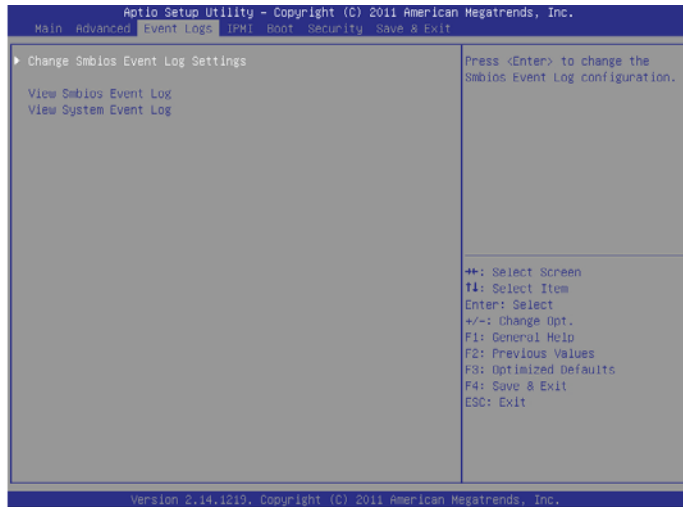 Aptio Setup Utility - Copyright (C) 2011 American Megatrends, Inc.
Main Advanced Event Logs IPMI Boot Security Save & Exit
Change Smbios Event Log Settings
View Smbios Event Log
View System Event Log
Press <Enter> to change the
Smbios Event Log configuration.
→←: Select Screen
↑↓: Select Item
Enter: Select
+/-: Change Opt.
F1: General Help
F2: Previous Values
F3: Optimized Defaults
F4: Save & Exit
ESC: Exit
Version 2.14.1219. Copyright (C) 2011 American Megatrends, Inc.